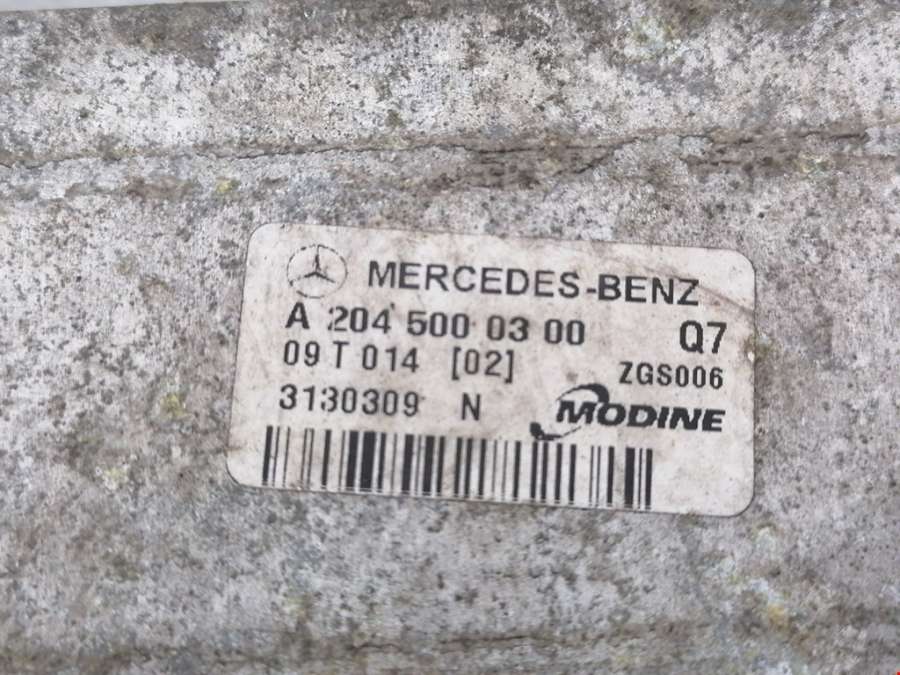 MERCEDES-BENZ
A 204 500 03 00 Q7
09 T 014 [02] ZGS006
3130309 N MODINE